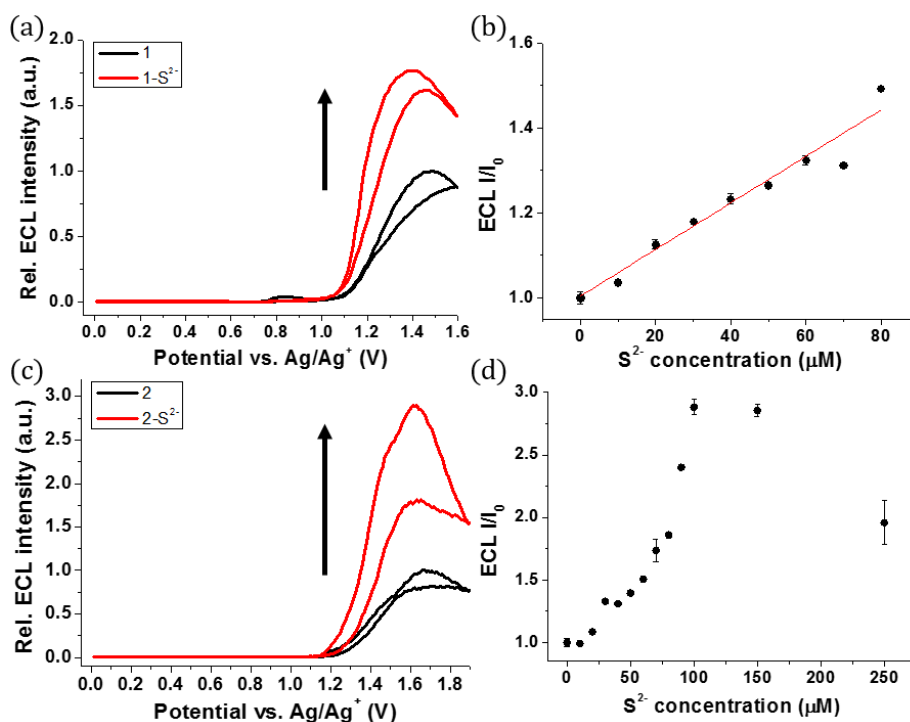 (a)
2.0
1.5
1.0
0.5
0.0
Rel. ECL intensity (a.u.)
1
1-S²⁻
0.0 0.2 0.4 0.6 0.8 1.0 1.2 1.4 1.6
Potential vs. Ag/Ag⁺ (V)
(b)
1.6
1.4
1.2
1.0
ECL I/I₀
0 20 40 60 80
S²⁻ concentration (μM)
(c)
3.0
2.5
2.0
1.5
1.0
0.5
0.0
Rel. ECL intensity (a.u.)
2
2-S²⁻
0.0 0.2 0.4 0.6 0.8 1.0 1.2 1.4 1.6 1.8
Potential vs. Ag/Ag⁺ (V)
(d)
3.0
2.5
2.0
1.5
1.0
ECL I/I₀
0 50 100 150 200 250
S²⁻ concentration (μM)